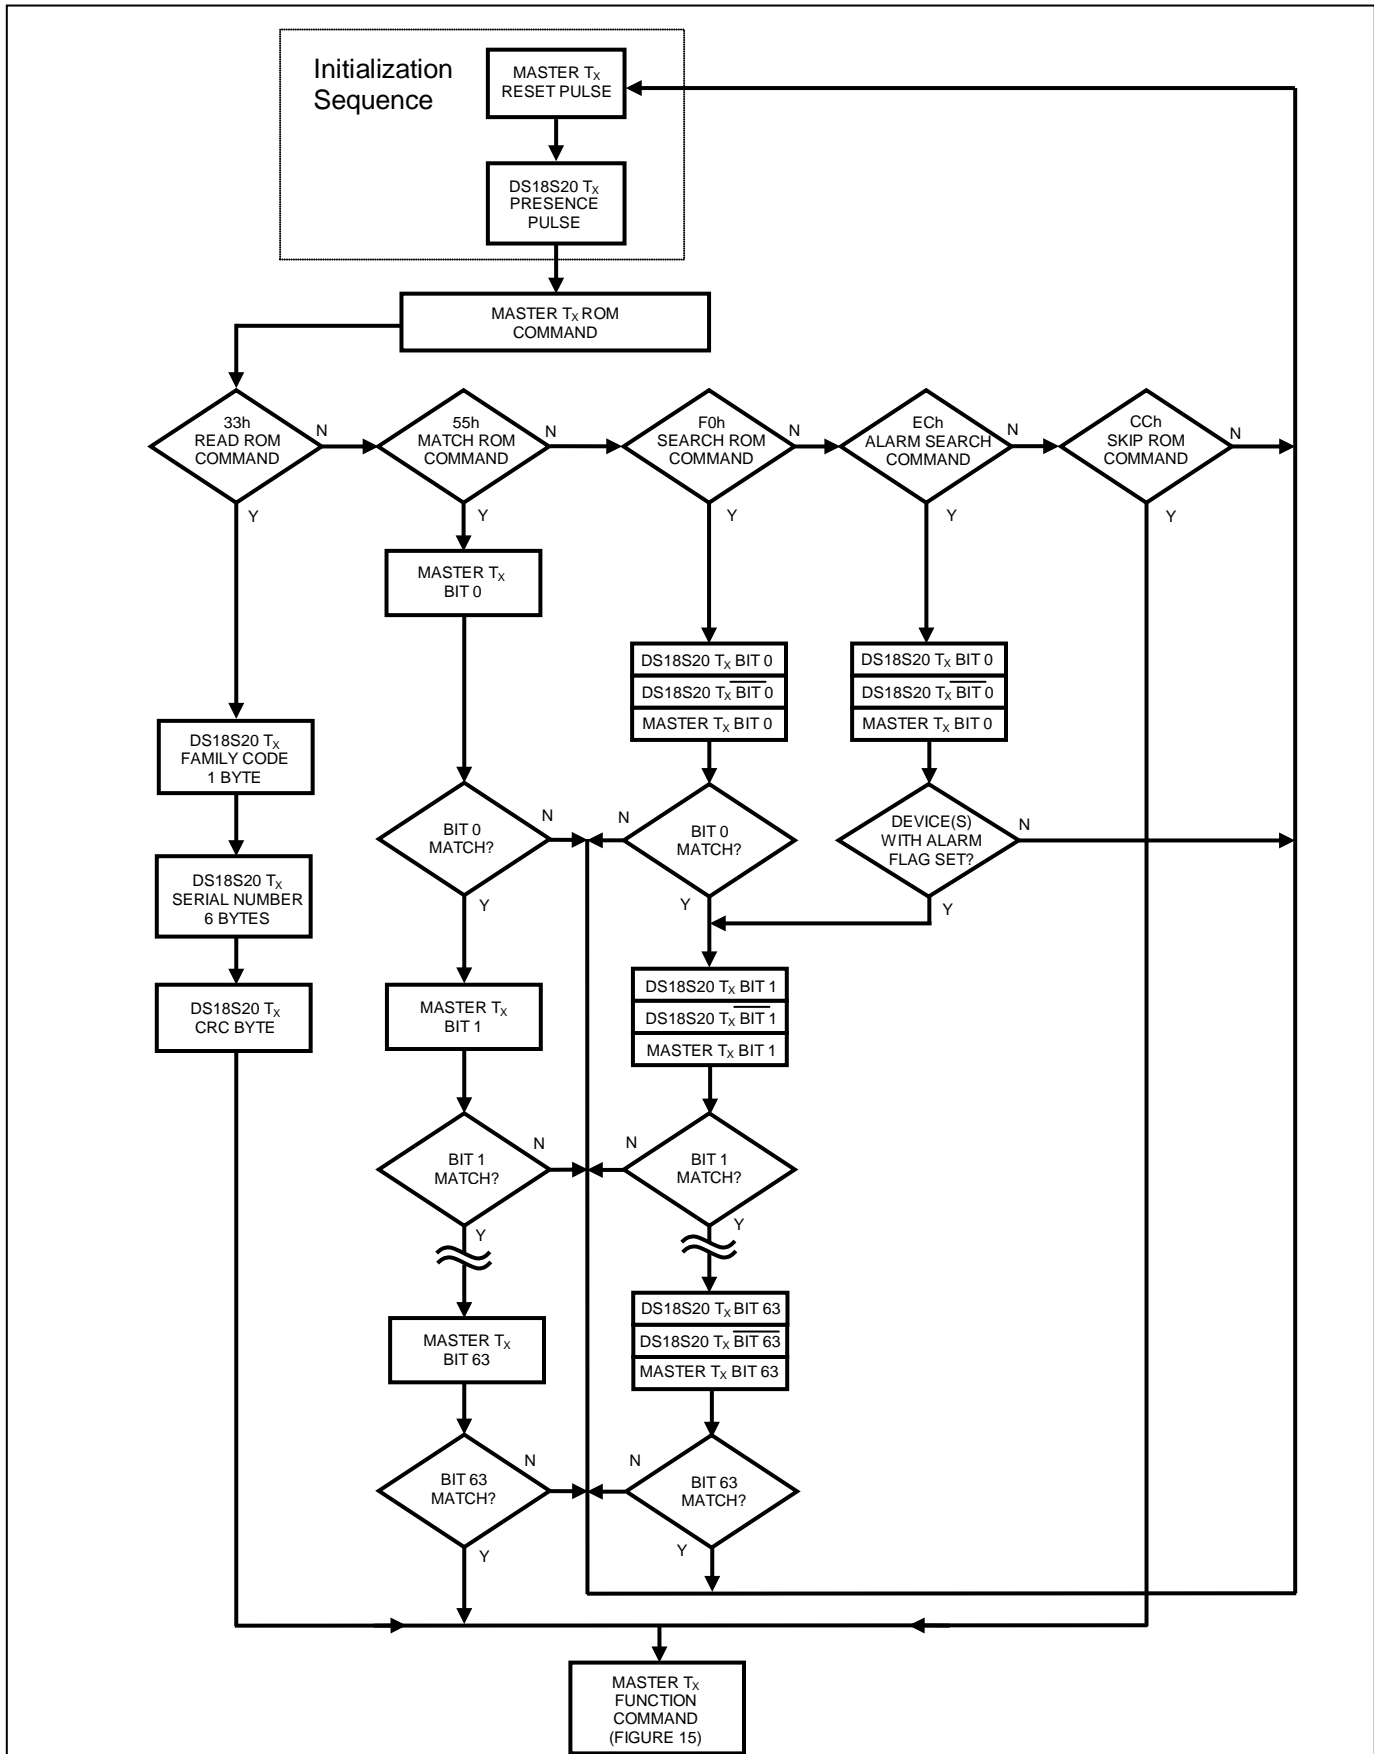 Initialization
Sequence
MASTER TX
RESET PULSE
DS18S20 TX
PRESENCE
PULSE
MASTER TX ROM
COMMAND
33h
READ ROM
COMMAND
N
Y
55h
MATCH ROM
COMMAND
N
Y
F0h
SEARCH ROM
COMMAND
N
Y
ECh
ALARM SEARCH
COMMAND
N
Y
CCh
SKIP ROM
COMMAND
N
Y
MASTER TX
BIT 0
DS18S20 TX BIT 0
DS18S20 TX BIT 0
MASTER TX BIT 0
DS18S20 TX BIT 0
DS18S20 TX BIT 0
MASTER TX BIT 0
DS18S20 TX
FAMILY CODE
1 BYTE
BIT 0
MATCH?
N
Y
N
BIT 0
MATCH?
Y
DEVICE(S)
WITH ALARM
FLAG SET?
N
Y
DS18S20 TX
SERIAL NUMBER
6 BYTES
DS18S20 TX
CRC BYTE
MASTER TX
BIT 1
DS18S20 TX BIT 1
DS18S20 TX BIT 1
MASTER TX BIT 1
BIT 1
MATCH?
N
Y
N
BIT 1
MATCH?
Y
MASTER TX
BIT 63
DS18S20 TX BIT 63
DS18S20 TX BIT 63
MASTER TX BIT 63
BIT 63
MATCH?
N
Y
N
BIT 63
MATCH?
Y
MASTER TX
FUNCTION
COMMAND
(FIGURE 15)